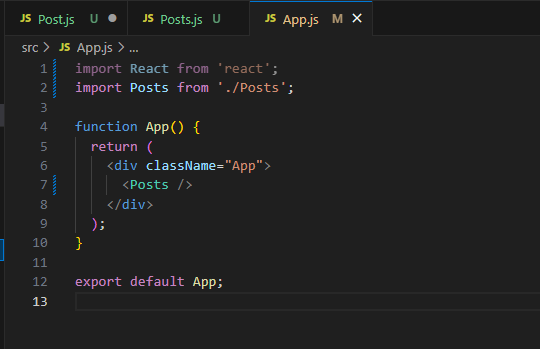 JS Post.js U ● JS Posts.js U JS App.js M ×
src > JS App.js > ...
1 import React from 'react';
2 import Posts from './Posts';
3
4 function App() {
5 return (
6 <div className="App">
7 <Posts />
8 </div>
9 );
10 }
11
12 export default App;
13